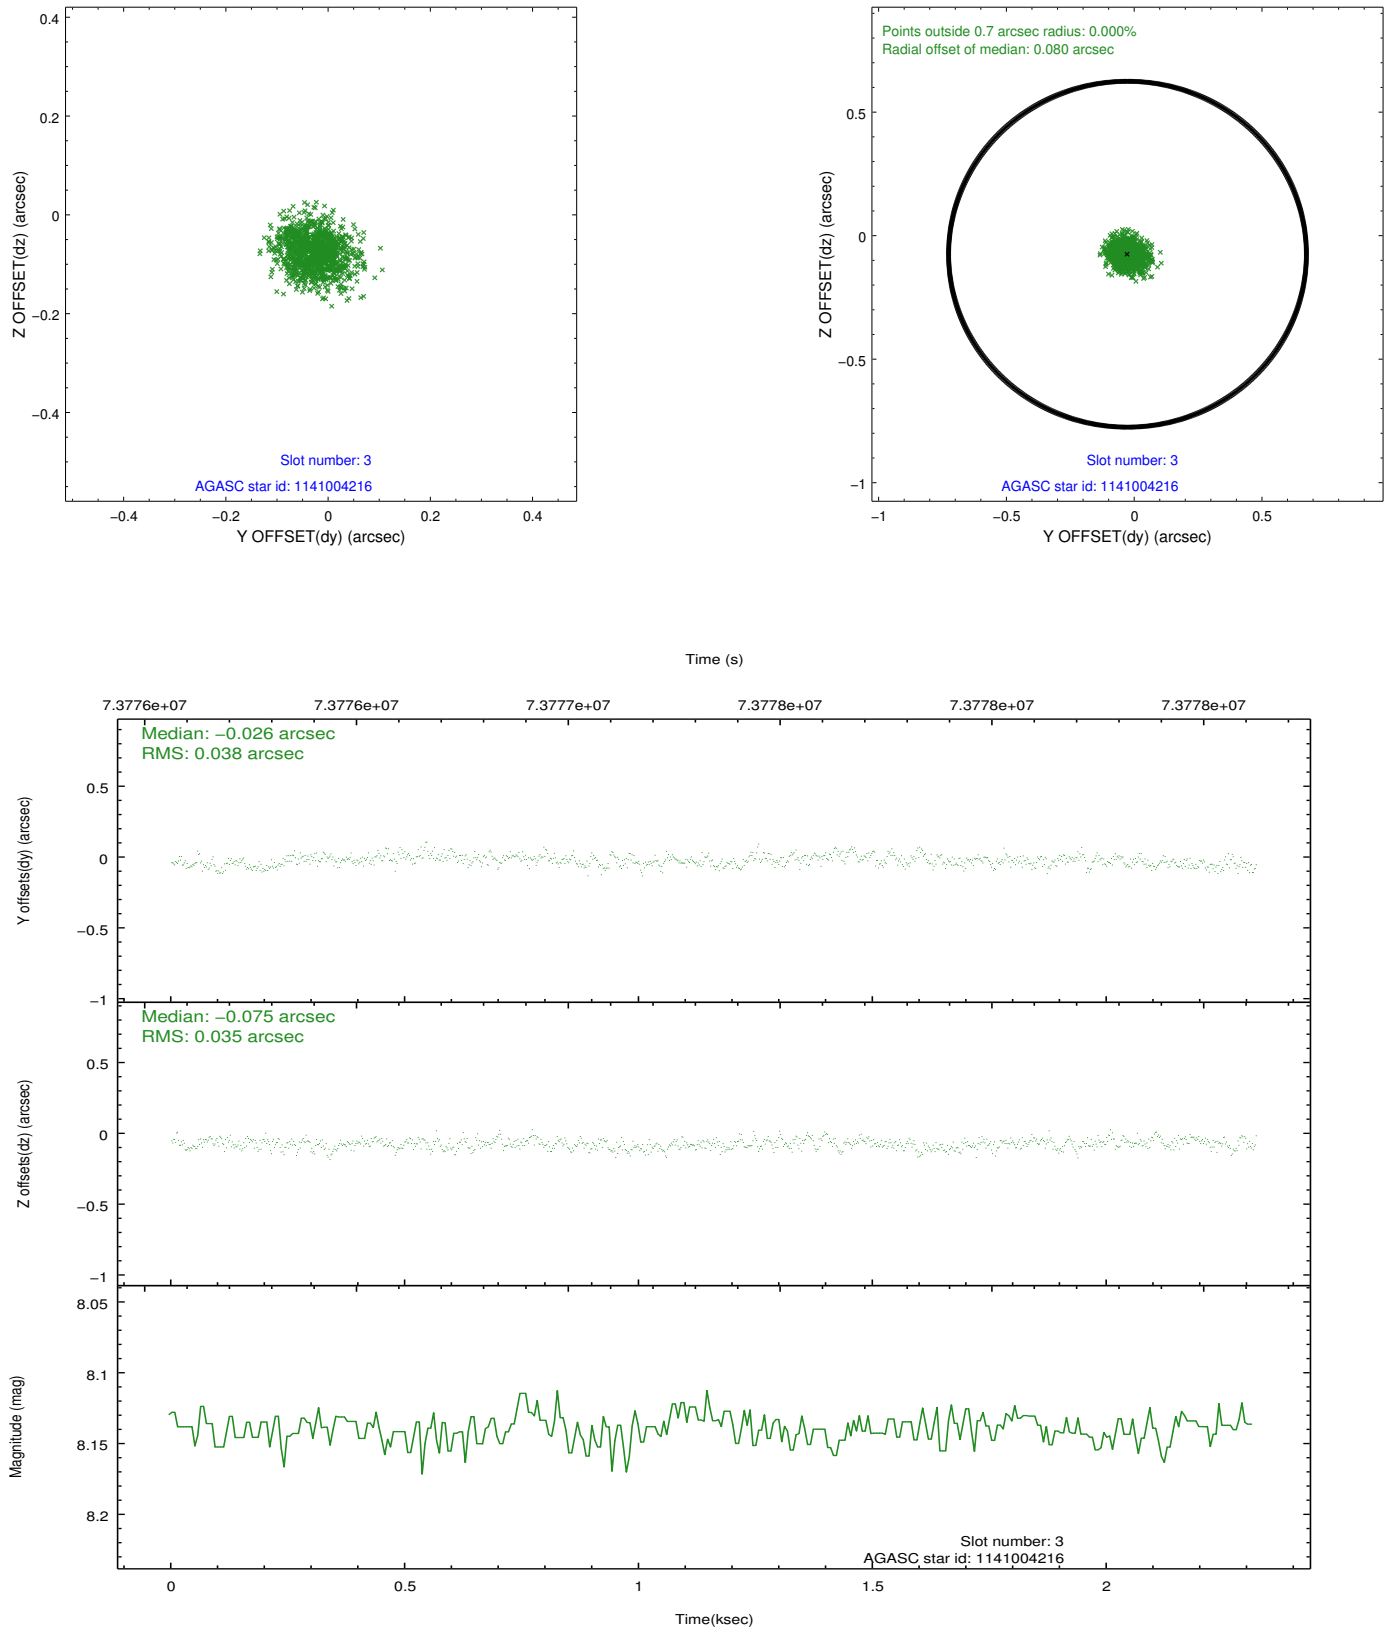 0.4
0.2
0
−0.2
−0.4
Z OFFSET(dz) (arcsec)
Slot number: 3
AGASC star id: 1141004216
−0.4
−0.2
0
0.2
0.4
Y OFFSET(dy) (arcsec)
Points outside 0.7 arcsec radius: 0.000%
Radial offset of median: 0.080 arcsec
0.5
0
−0.5
−1
Z OFFSET(dz) (arcsec)
Slot number: 3
AGASC star id: 1141004216
−1
−0.5
0
0.5
Y OFFSET(dy) (arcsec)
Time (s)
7.3776e+07
7.3776e+07
7.3777e+07
7.3778e+07
7.3778e+07
7.3778e+07
Median: −0.026 arcsec
RMS: 0.038 arcsec
0.5
0
−0.5
−1
Y offsets(dy) (arcsec)
Median: −0.075 arcsec
RMS: 0.035 arcsec
0.5
0
−0.5
−1
Z offsets(dz) (arcsec)
8.05
8.1
8.15
8.2
Magnitude (mag)
Slot number: 3
AGASC star id: 1141004216
0
0.5
1
1.5
2
Time(ksec)